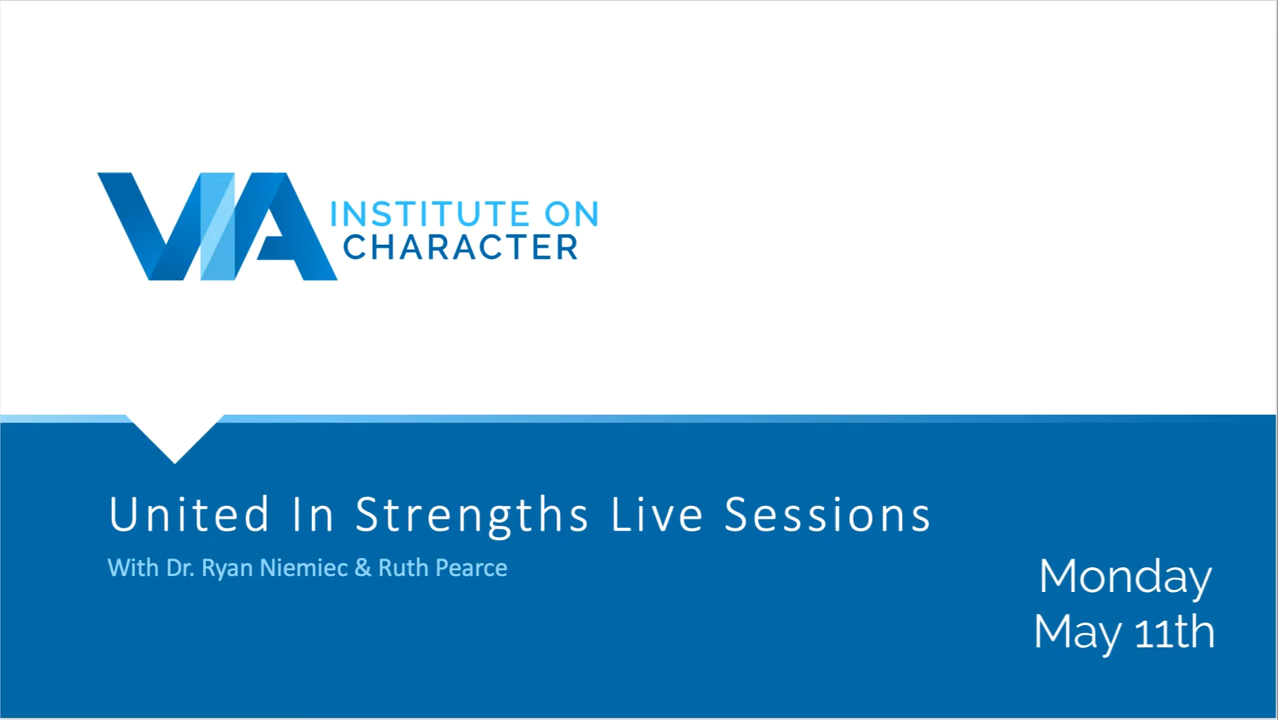 VIA
INSTITUTE ON
CHARACTER
United In Strengths Live Sessions
With Dr. Ryan Niemiec & Ruth Pearce
Monday
May 11th